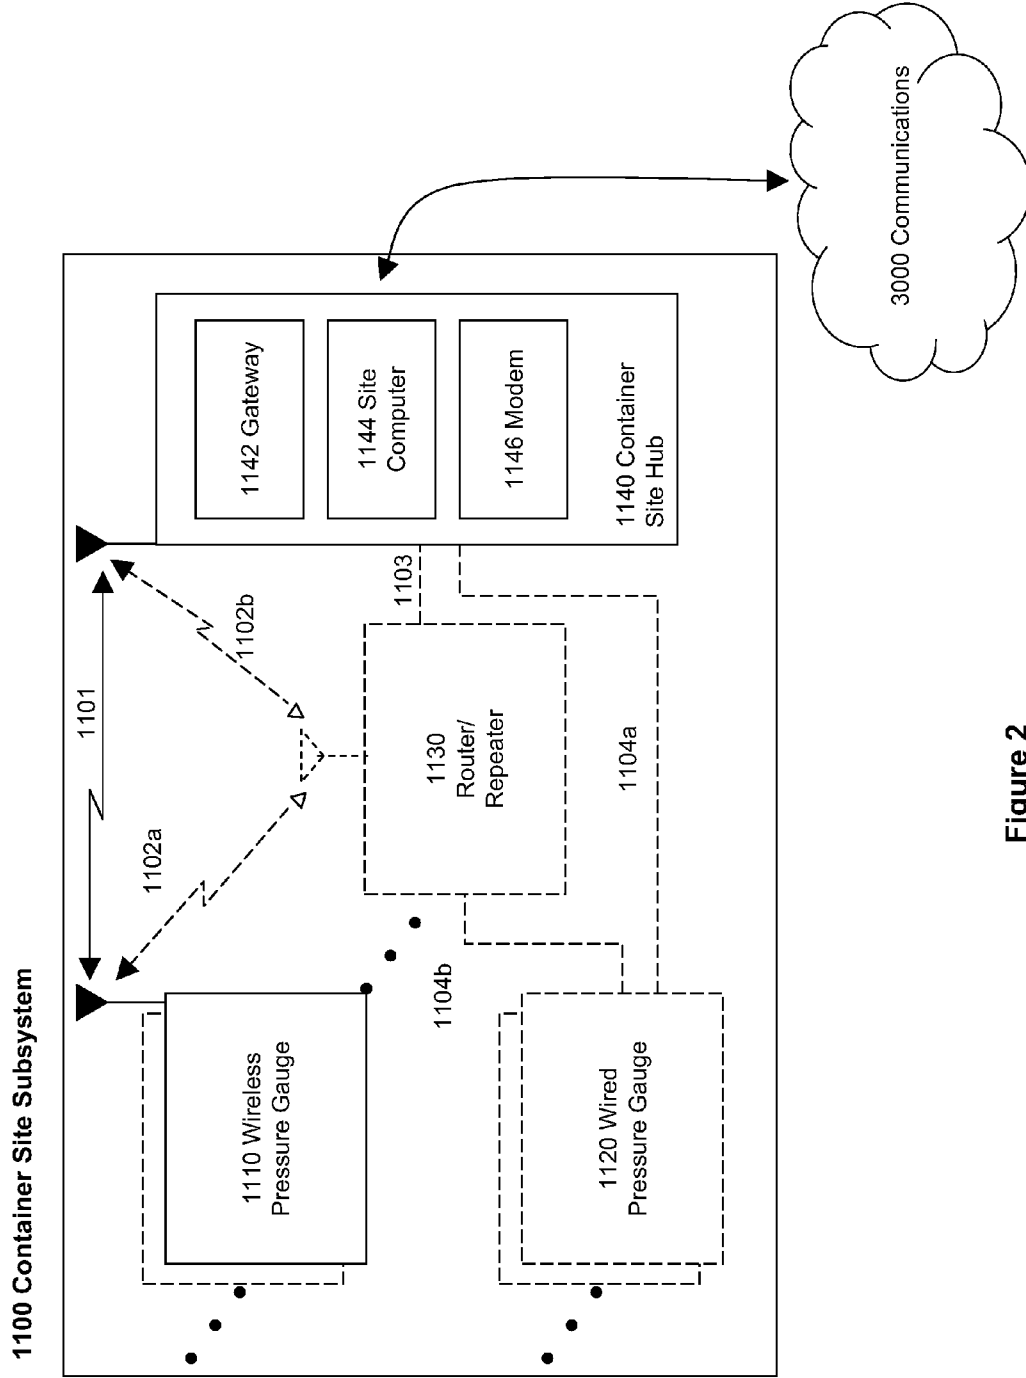 1100 Container Site Subsystem
1101
1102a
1102b
1110 Wireless
Pressure Gauge
1104b
1130
Router/
Repeater
1103
1142 Gateway
1144 Site
Computer
1146 Modem
1140 Container
Site Hub
1120 Wired
Pressure Gauge
1104a
3000 Communications
Figure 2